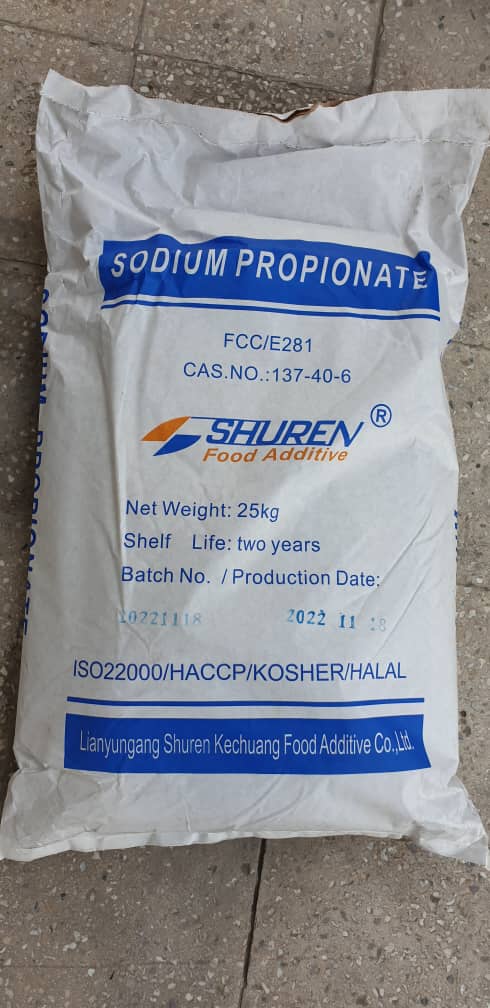 SODIUM PROPIONATE
FCC/E281
CAS.NO.:137-40-6
SHUREN®
Food Additive
Net Weight: 25kg
Shelf Life: two years
Batch No. / Production Date:
20221118 2022 11 18
ISO22000/HACCP/KOSHER/HALAL
Lianyungang Shuren Kechuang Food Additive Co.,Ltd.
SODIUM PROPIONATE